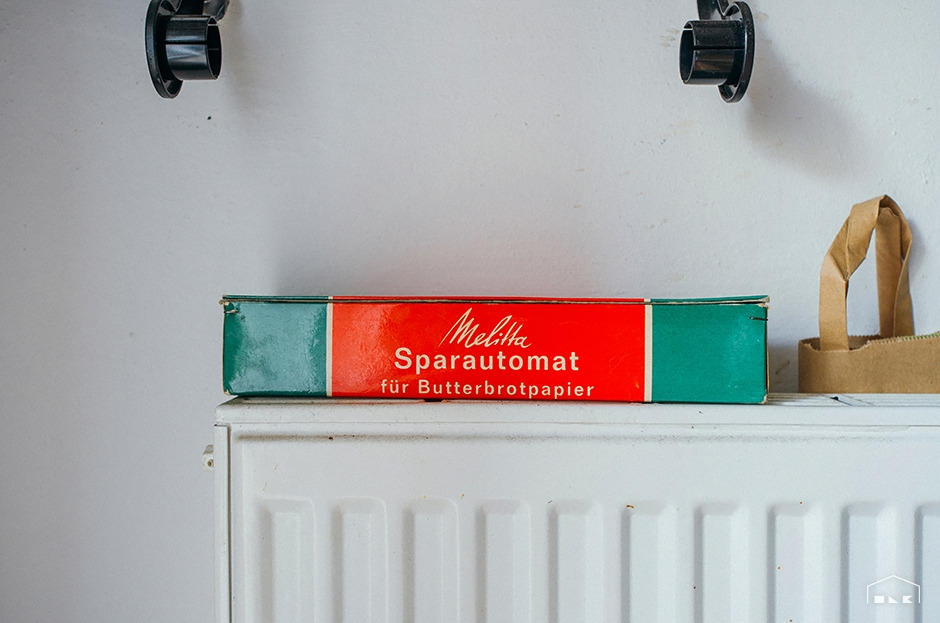 Melitta
Sparautomat
für Butterbrotpapier